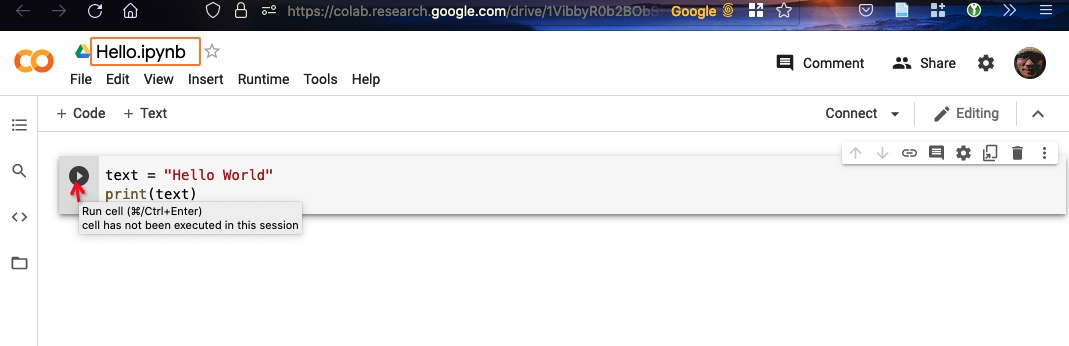 https://colab.research.google.com/drive/1VibbyR0b2BObS Google
Hello.ipynb
File Edit View Insert Runtime Tools Help
Comment Share
+ Code + Text
Connect Editing
text = "Hello World"
print(text)
Run cell (⌘/Ctrl+Enter)
cell has not been executed in this session